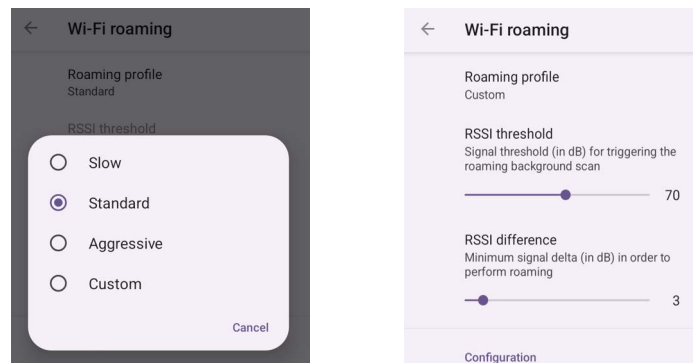 Wi-Fi roaming
Roaming profile
Standard
RSSI threshold
Slow
Standard
Aggressive
Custom
Cancel
Wi-Fi roaming
Roaming profile
Custom
RSSI threshold
Signal threshold (in dB) for triggering the
roaming background scan
70
RSSI difference
Minimum signal delta (in dB) in order to
perform roaming
3
Configuration